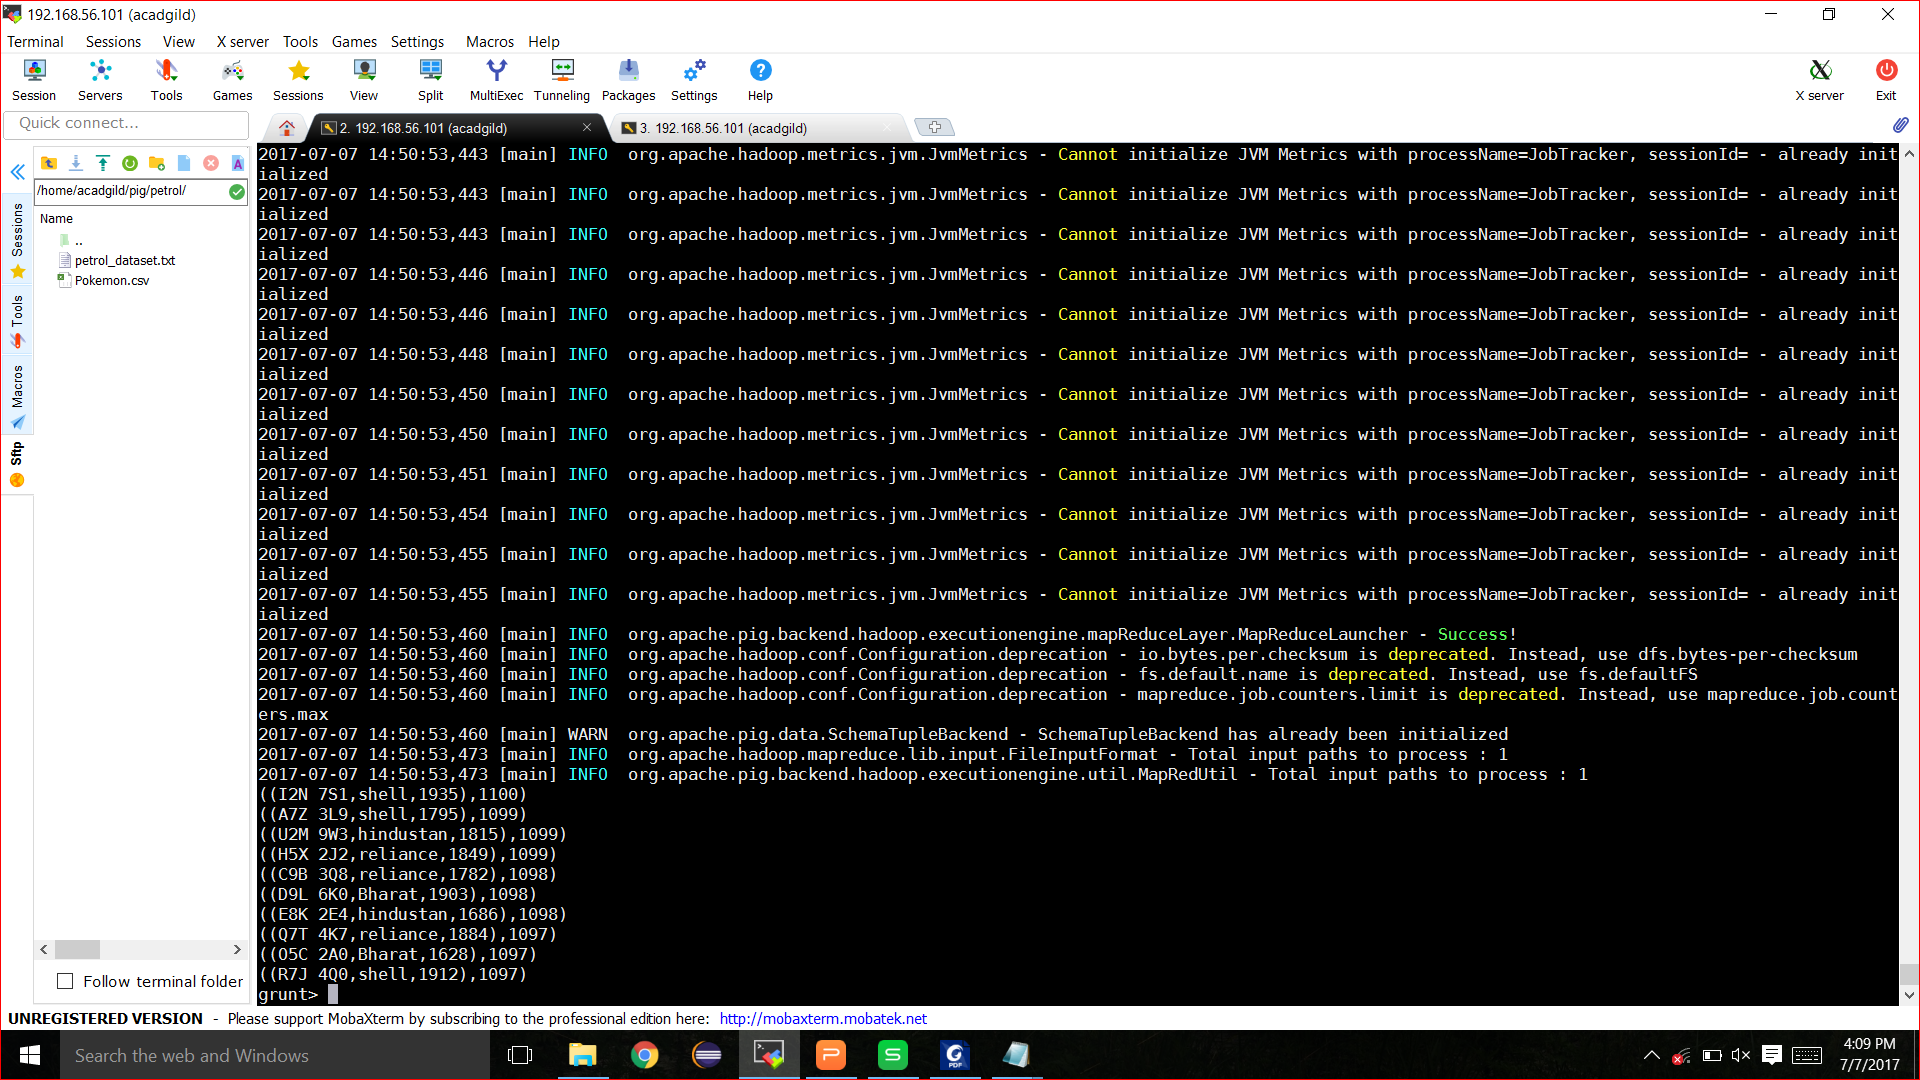 192.168.56.101 (acadgild)
Terminal Sessions View X server Tools Games Settings Macros Help
Session Servers Tools Games Sessions View Split MultiExec Tunneling Packages Settings Help X server Exit
Quick connect...
2. 192.168.56.101 (acadgild)
3. 192.168.56.101 (acadgild)
/home/acadgild/pig/petrol/
Name
..
petrol_dataset.txt
Pokemon.csv
Sessions
Tools
Macros
Sftp
Follow terminal folder
2017-07-07 14:50:53,443 [main] INFO  org.apache.hadoop.metrics.jvm.JvmMetrics - Cannot initialize JVM Metrics with processName=JobTracker, sessionId= - already init
ialized
2017-07-07 14:50:53,443 [main] INFO  org.apache.hadoop.metrics.jvm.JvmMetrics - Cannot initialize JVM Metrics with processName=JobTracker, sessionId= - already init
ialized
2017-07-07 14:50:53,443 [main] INFO  org.apache.hadoop.metrics.jvm.JvmMetrics - Cannot initialize JVM Metrics with processName=JobTracker, sessionId= - already init
ialized
2017-07-07 14:50:53,446 [main] INFO  org.apache.hadoop.metrics.jvm.JvmMetrics - Cannot initialize JVM Metrics with processName=JobTracker, sessionId= - already init
ialized
2017-07-07 14:50:53,446 [main] INFO  org.apache.hadoop.metrics.jvm.JvmMetrics - Cannot initialize JVM Metrics with processName=JobTracker, sessionId= - already init
ialized
2017-07-07 14:50:53,448 [main] INFO  org.apache.hadoop.metrics.jvm.JvmMetrics - Cannot initialize JVM Metrics with processName=JobTracker, sessionId= - already init
ialized
2017-07-07 14:50:53,450 [main] INFO  org.apache.hadoop.metrics.jvm.JvmMetrics - Cannot initialize JVM Metrics with processName=JobTracker, sessionId= - already init
ialized
2017-07-07 14:50:53,450 [main] INFO  org.apache.hadoop.metrics.jvm.JvmMetrics - Cannot initialize JVM Metrics with processName=JobTracker, sessionId= - already init
ialized
2017-07-07 14:50:53,451 [main] INFO  org.apache.hadoop.metrics.jvm.JvmMetrics - Cannot initialize JVM Metrics with processName=JobTracker, sessionId= - already init
ialized
2017-07-07 14:50:53,454 [main] INFO  org.apache.hadoop.metrics.jvm.JvmMetrics - Cannot initialize JVM Metrics with processName=JobTracker, sessionId= - already init
ialized
2017-07-07 14:50:53,455 [main] INFO  org.apache.hadoop.metrics.jvm.JvmMetrics - Cannot initialize JVM Metrics with processName=JobTracker, sessionId= - already init
ialized
2017-07-07 14:50:53,455 [main] INFO  org.apache.hadoop.metrics.jvm.JvmMetrics - Cannot initialize JVM Metrics with processName=JobTracker, sessionId= - already init
ialized
2017-07-07 14:50:53,460 [main] INFO  org.apache.pig.backend.hadoop.executionengine.mapReduceLayer.MapReduceLauncher - Success!
2017-07-07 14:50:53,460 [main] INFO  org.apache.hadoop.conf.Configuration.deprecation - io.bytes.per.checksum is deprecated. Instead, use dfs.bytes-per-checksum
2017-07-07 14:50:53,460 [main] INFO  org.apache.hadoop.conf.Configuration.deprecation - fs.default.name is deprecated. Instead, use fs.defaultFS
2017-07-07 14:50:53,460 [main] INFO  org.apache.hadoop.conf.Configuration.deprecation - mapreduce.job.counters.limit is deprecated. Instead, use mapreduce.job.count
ers.max
2017-07-07 14:50:53,460 [main] WARN  org.apache.pig.data.SchemaTupleBackend - SchemaTupleBackend has already been initialized
2017-07-07 14:50:53,473 [main] INFO  org.apache.hadoop.mapreduce.lib.input.FileInputFormat - Total input paths to process : 1
2017-07-07 14:50:53,473 [main] INFO  org.apache.pig.backend.hadoop.executionengine.util.MapRedUtil - Total input paths to process : 1
((I2N 7S1,shell,1935),1100)
((A7Z 3L9,shell,1795),1099)
((U2M 9W3,hindustan,1815),1099)
((H5X 2J2,reliance,1849),1099)
((C9B 3Q8,reliance,1782),1098)
((D9L 6K0,Bharat,1903),1098)
((E8K 2E4,hindustan,1686),1098)
((Q7T 4K7,reliance,1884),1097)
((O5C 2A0,Bharat,1628),1097)
((R7J 4Q0,shell,1912),1097)
grunt>
UNREGISTERED VERSION - Please support MobaXterm by subscribing to the professional edition here: http://mobaxterm.mobatek.net
Search the web and Windows
4:09 PM
7/7/2017